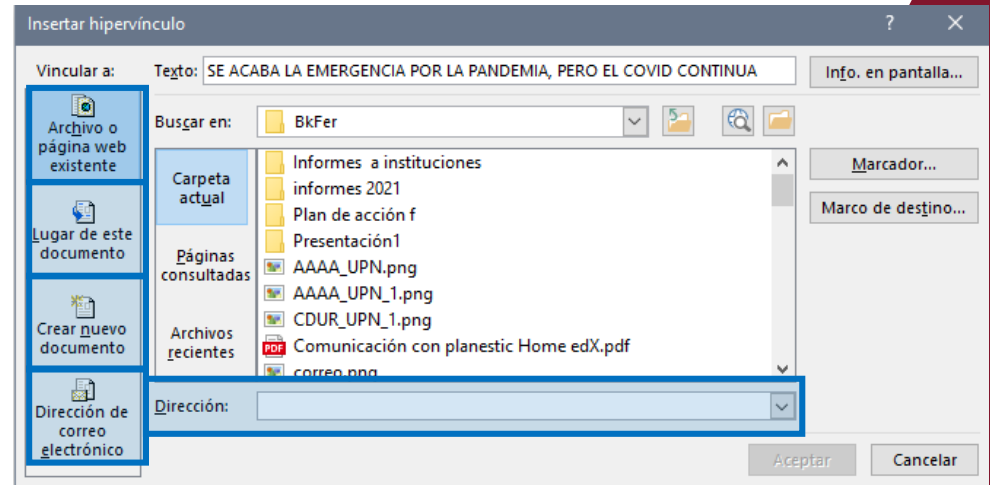 Insertar hipervínculo
Vincular a:
Texto: SE ACABA LA EMERGENCIA POR LA PANDEMIA, PERO EL COVID CONTINUA
Info. en pantalla...
Archivo o
página web
existente
Lugar de este
documento
Crear nuevo
documento
Dirección de
correo
electrónico
Buscar en:
BkFer
Carpeta
actual
Páginas
consultadas
Archivos
recientes
Informes a instituciones
informes 2021
Plan de acción f
Presentación1
AAAA_UPN.png
AAAA_UPN_1.png
CDUR_UPN_1.png
PDF Comunicación con planestic Home edX.pdf
correo.png
Marcador...
Marco de destino...
Dirección:
Aceptar
Cancelar